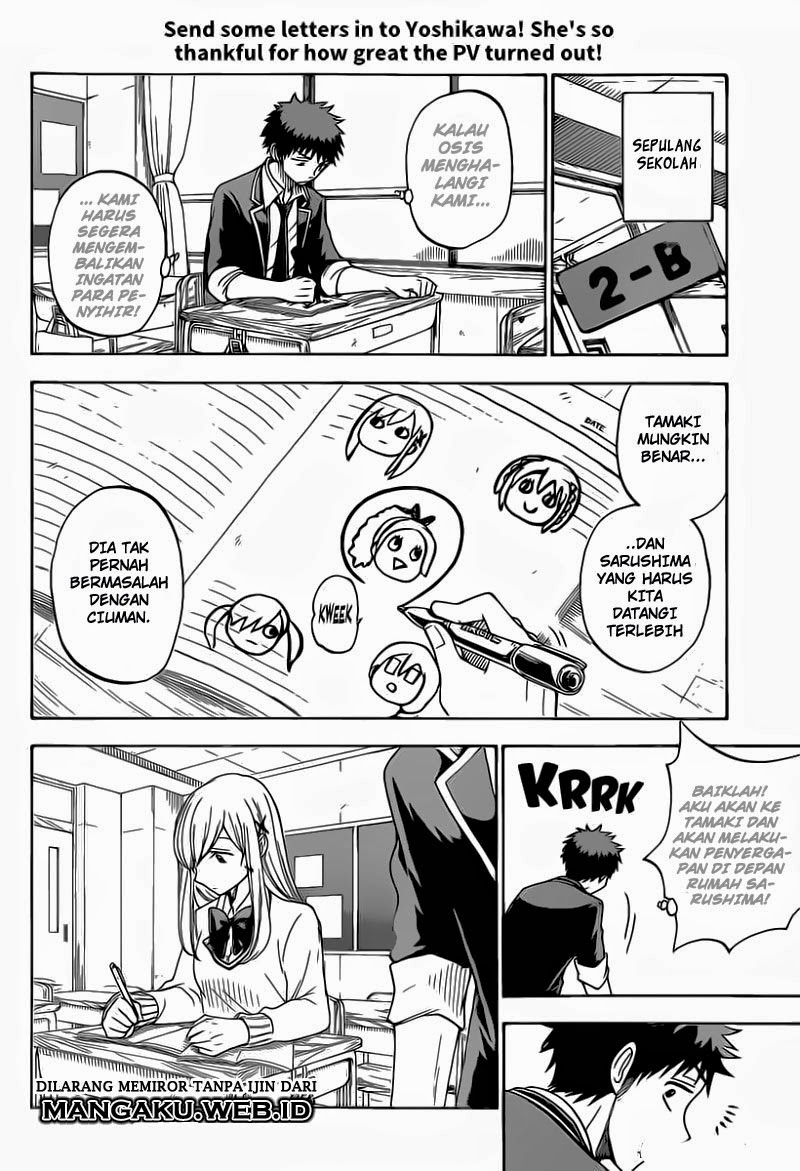 Send some letters in to Yoshikawa! She's so
thankful for how great the PV turned out!
SEPULANG
SEKOLAH
2-B
KALAU
OSIS
MENGHA-
LANGI
KAMI...
... KAMI
HARUS
SEGERA
MENGEM-
BALIKAN
INGATAN
PARA PE-
NYIHIR!
DATE
TAMAKI
MUNGKIN
BENAR...
..DAN
SARUSHIMA
YANG HARUS
KITA
DATANGI
TERLEBIH
KWEEK
DIA TAK
PERNAH
BERMASALAH
DENGAN
CIUMAN.
KRRK
BAIKLAH!
AKU AKAN KE
TAMAKI DAN
AKAN MELAKU-
KAN PENYERGA-
PAN DI DEPAN
RUMAH SA-
RUSHIMA!
DILARANG MEMIROR TANPA IJIN DARI
MANGAKU.WEB.ID